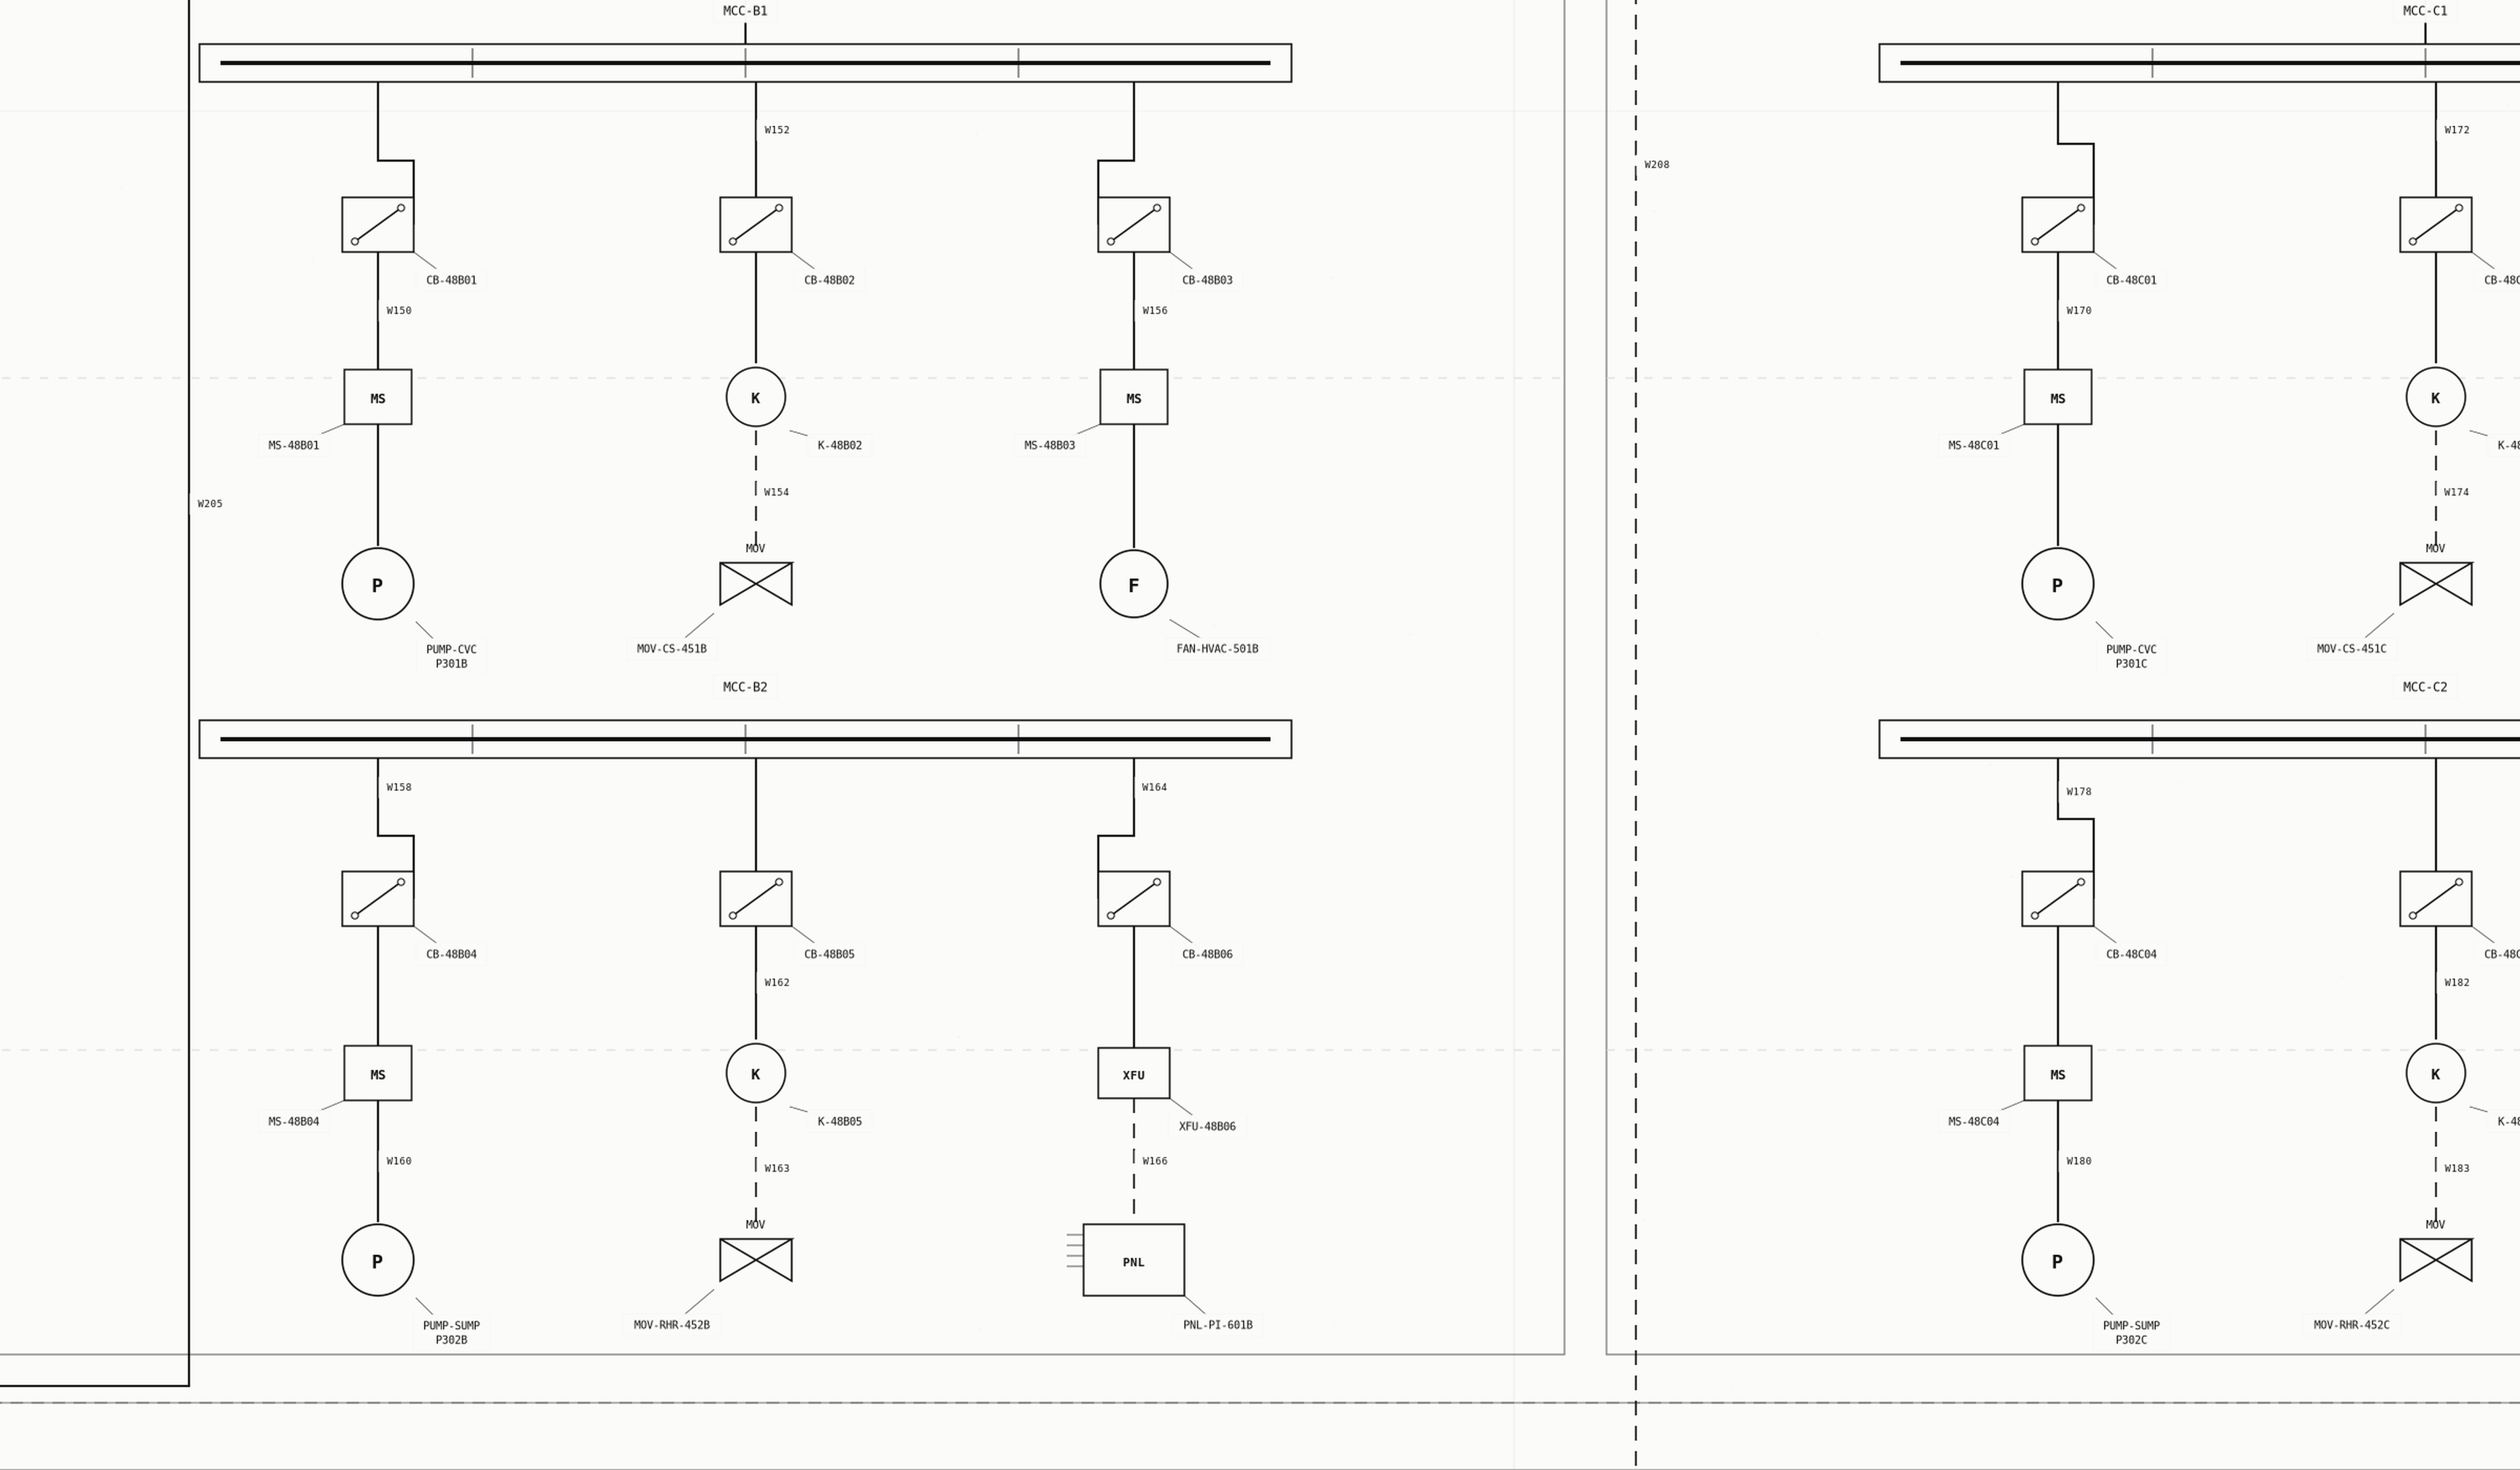 MCC-B1
MCC-C1
W152
W172
W208
CB-48B01
CB-48B02
CB-48B03
CB-48C01
W150
W156
W170
MS
K
MS
MS
K
MS-48B01
K-48B02
MS-48B03
MS-48C01
W154
W174
W205
MOV
MOV
P
F
P
PUMP-CVC
P301B
MOV-CS-451B
FAN-HVAC-501B
PUMP-CVC
P301C
MOV-CS-451C
MCC-B2
MCC-C2
W158
W164
W178
CB-48B04
CB-48B05
CB-48B06
CB-48C04
W162
W182
MS
K
XFU
MS
K
MS-48B04
K-48B05
XFU-48B06
MS-48C04
W160
W163
W166
W180
W183
MOV
MOV
P
PNL
P
PUMP-SUMP
P302B
MOV-RHR-452B
PNL-PI-601B
PUMP-SUMP
P302C
MOV-RHR-452C